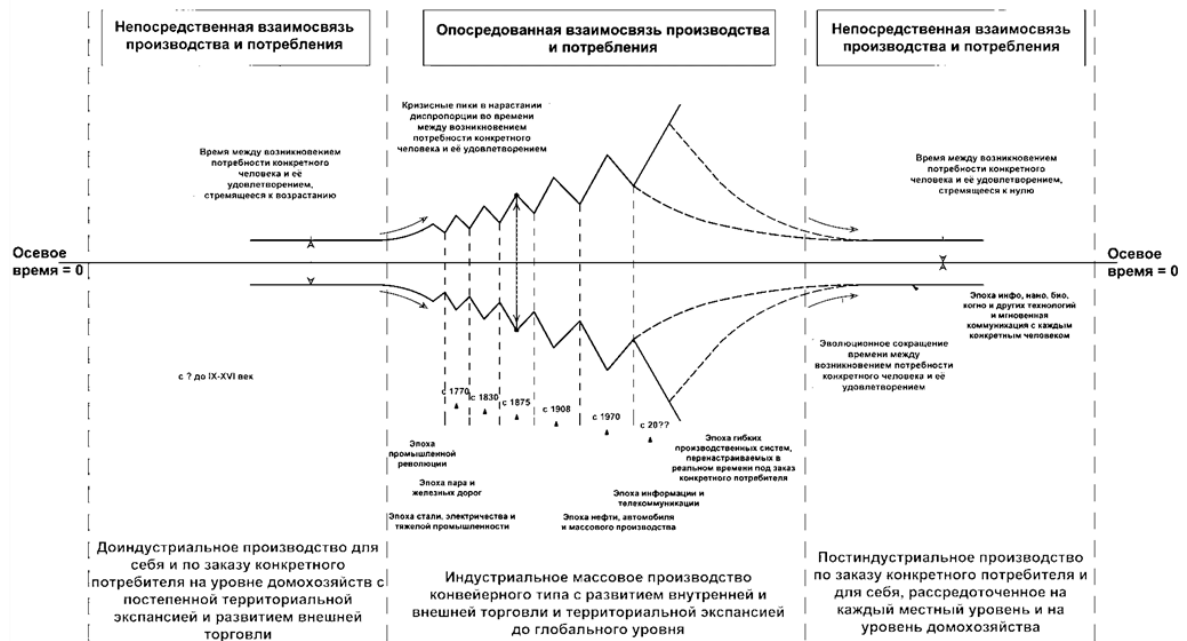 Непосредственная взаимосвязь
производства и потребления
Опосредованная взаимосвязь производства
и потребления
Непосредственная взаимосвязь
производства и потребления
Время между возникновением
потребности конкретного
человека и её
удовлетворением,
стремящееся к возрастанию
Кризисные пики в нарастании
диспропорции во времени
между возникновением
потребности конкретного
человека и её удовлетворением
Время между возникновением
потребности конкретного
человека и её
удовлетворением,
стремящееся к нулю
Осевое
время = 0
Осевое
время = 0
с ? до IX-XVI век
с 1770
с 1830
с 1875
с 1908
с 1970
с 20??
Эпоха
промышленной
революции
Эпоха пара и
железных дорог
Эпоха стали, электричества и
тяжелой промышленности
Эпоха нефти, автомобиля
и массового производства
Эпоха информации и
телекоммуникации
Эпоха гибких
производственных систем,
перенастраиваемых в
реальном времени под заказ
конкретного потребителя
Эволюционное сокращение
времени между
возникновением потребности
конкретного человека и её
удовлетворением
Эпоха инфо, нано, био,
когно и других технологий
и мгновенная
коммуникация с каждым
конкретным человеком
Доиндустриальное производство для
себя и по заказу конкретного
потребителя на уровне домохозяйств с
постепенной территориальной
экспансией и развитием внешней
торговли
Индустриальное массовое производство
конвейерного типа с развитием внутренней и
внешней торговли и территориальной экспансией
до глобального уровня
Постиндустриальное производство
по заказу конкретного потребителя и
для себя, рассредоточенное на
каждый местный уровень и на
уровень домохозяйства